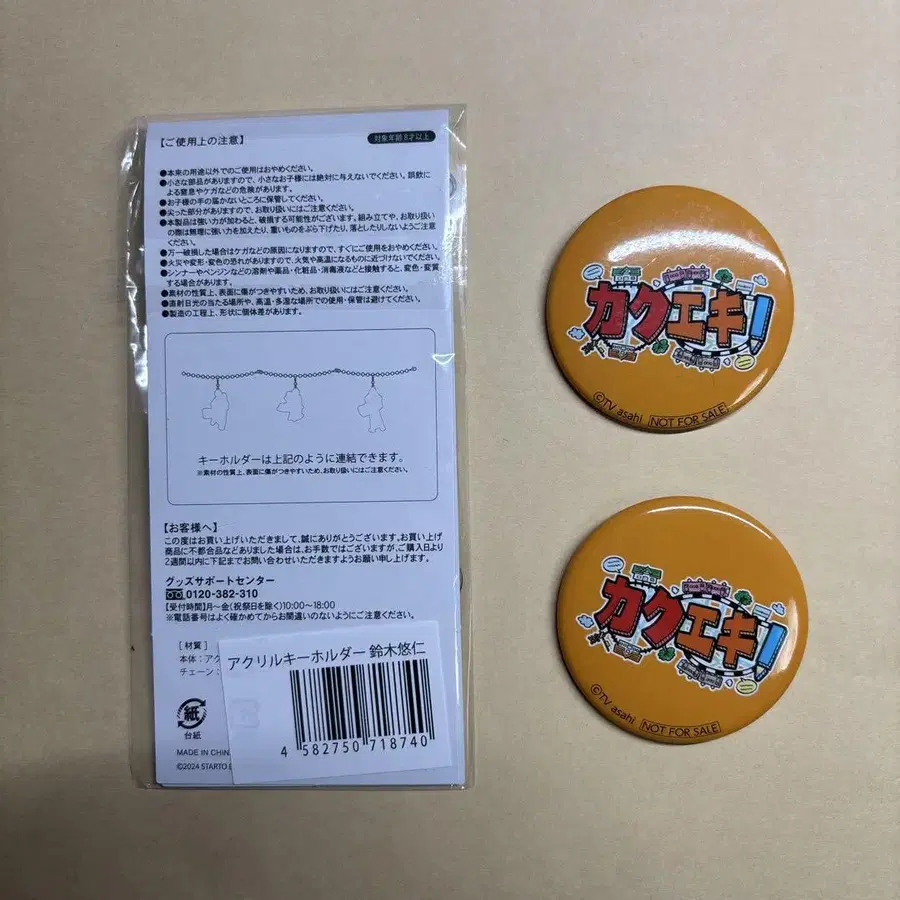 【ご使用上の注意】
対象年齢8才以上
●本来の用途以外でのご使用はおやめください。
●小さな部品がありますので、小さなお子様には絶対に与えないでください。誤飲に
よる窒息やケガなどの危険があります。
●お子様の手の届かないところに保管してください。
●尖った部分がありますので、お取り扱いにはご注意ください。
●本製品は強い力が加わると、破損する可能性がございます。組み立てや、お取り扱い
の際は無理に強い力を加えたり、重いものをぶら下げたり、落としたりしないようご注意
ください。
●万一破損した場合はケガなどの原因になりますので、すぐにご使用をおやめください。
●火災や変形・変色の恐れがありますので、火気や高温になるものに近づけないでください。
●シンナーやベンジンなどの溶剤や薬品・化粧品・消毒液などと接触すると、変色・変質
する場合があります。
●素材の性質上、表面に傷がつきやすいため、お取り扱いにはご注意ください。
●直射日光の当たる場所や、高温・多湿な場所での使用・保管は避けてください。
●製造の工程上、形状に個体差があります。
キーホルダーは上記のように連結できます。
※素材の性質上、表面に傷がつきやすいため、お取り扱いにはご注意ください。
【お客様へ】
この度はお買い上げいただきまして、誠にありがとうございます。お買い上げ
商品に不都合品などありました場合は、お手数ではございますが、ご購入日より
2週間以内に下記までお問い合わせいただきますようお願い申し上げます。
グッズサポートセンター
0120-382-310
【受付時間】月〜金(祝祭日を除く)10:00〜18:00
※電話番号はよく確かめてからお間違いのないようにご注意ください。
[材質]
本体：アク
チェーン：
アクリルキーホルダー 鈴木悠仁
4 582750 718740
紙
台紙
MADE IN CHIN
©2024 STARTO E
カクエキ!
©TV asahi NOT FOR SALE
カクエキ!
©TV asahi NOT FOR SALE